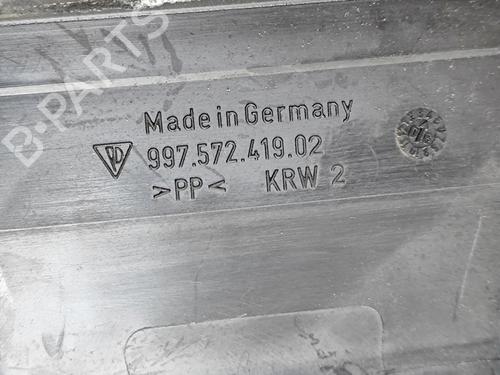 B-PARTS
Made in Germany
997.572.419.02
>PP< KRW 2